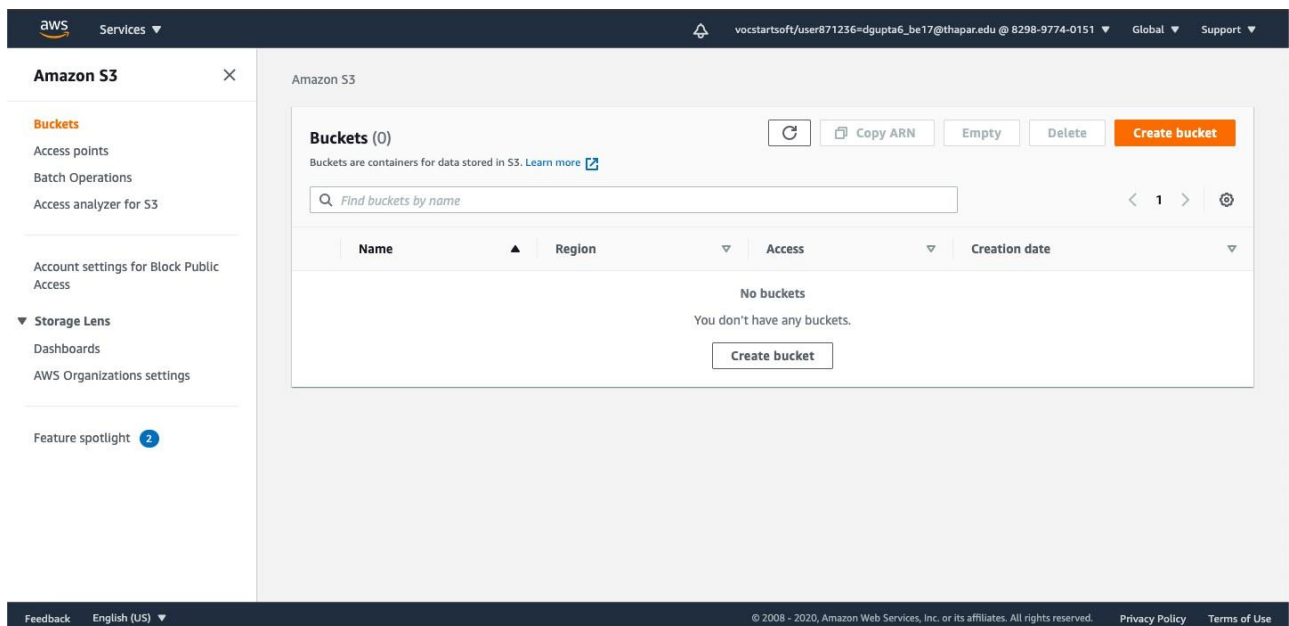 aws
Services ▼
vocstartsoft/user871236=dgupta6_be17@thapar.edu @ 8298-9774-0151 ▼
Global ▼
Support ▼
Amazon S3
Buckets
Access points
Batch Operations
Access analyzer for S3
Account settings for Block Public
Access
▼ Storage Lens
Dashboards
AWS Organizations settings
Feature spotlight 2
Amazon S3
Buckets (0)
Copy ARN
Empty
Delete
Create bucket
Buckets are containers for data stored in S3. Learn more
Find buckets by name
1
Name
Region
Access
Creation date
No buckets
You don't have any buckets.
Create bucket
Feedback
English (US) ▼
© 2008 - 2020, Amazon Web Services, Inc. or its affiliates. All rights reserved.
Privacy Policy
Terms of Use